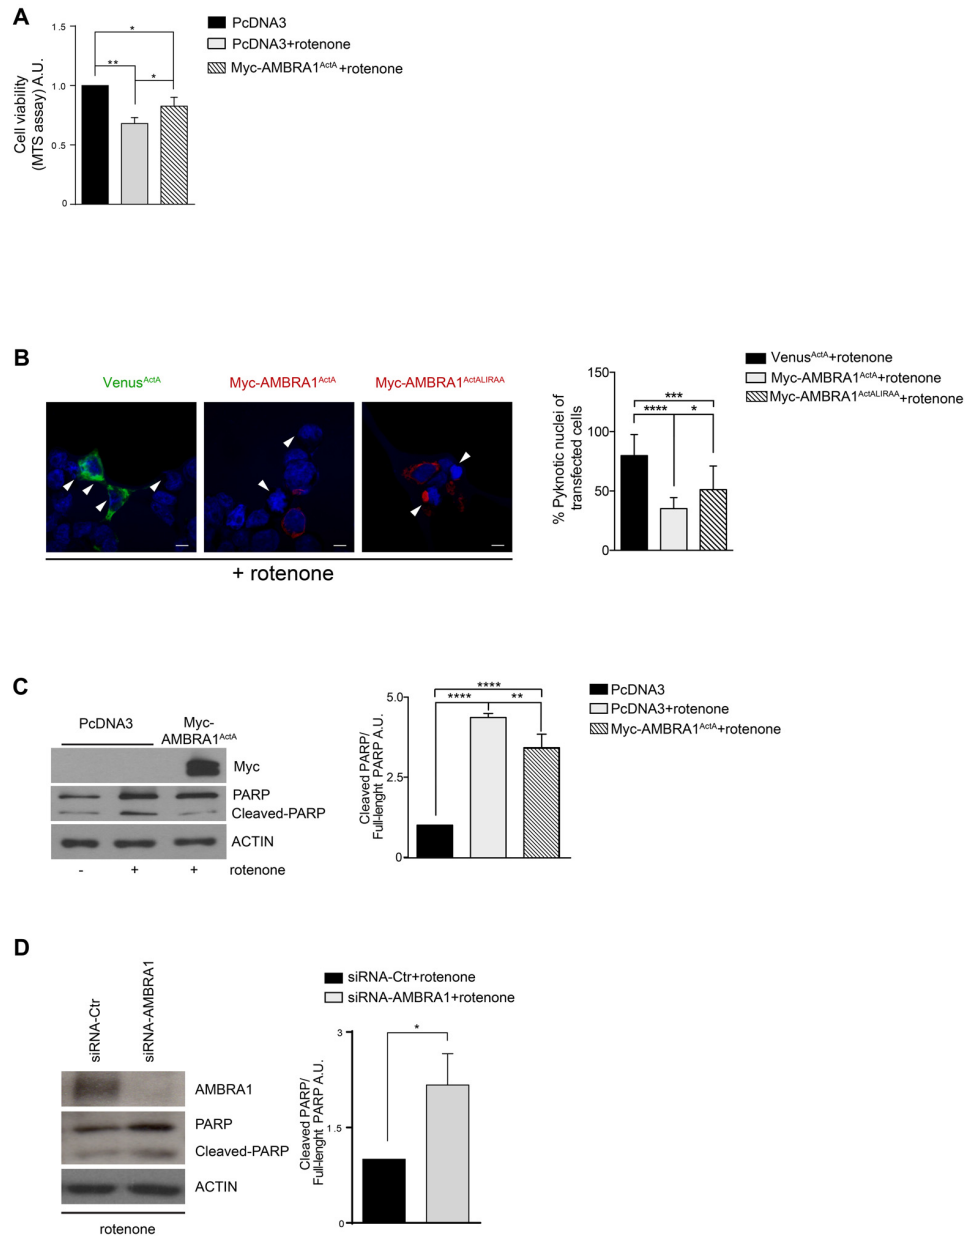 A
1.5
1.0
0.5
0
Cell viability
(MTS assay) A.U.
*
**
*
PcDNA3
PcDNA3+rotenone
Myc-AMBRA1ActA+rotenone
B
VenusActA
Myc-AMBRA1ActA
Myc-AMBRA1ActALIRAA
+ rotenone
150
100
50
0
% Pyknotic nuclei of
transfected cells
***
****
*
VenusActA+rotenone
Myc-AMBRA1ActA+rotenone
Myc-AMBRA1ActALIRAA+rotenone
C
PcDNA3
Myc-
AMBRA1ActA
Myc
PARP
Cleaved-PARP
ACTIN
- + + rotenone
5.0
2.5
0
Cleaved PARP/
Full-lenght PARP A.U.
****
****
**
PcDNA3
PcDNA3+rotenone
Myc-AMBRA1ActA+rotenone
D
siRNA-Ctr
siRNA-AMBRA1
AMBRA1
PARP
Cleaved-PARP
ACTIN
rotenone
siRNA-Ctr+rotenone
siRNA-AMBRA1+rotenone
3
1.5
0
Cleaved PARP/
Full-lenght PARP A.U.
*